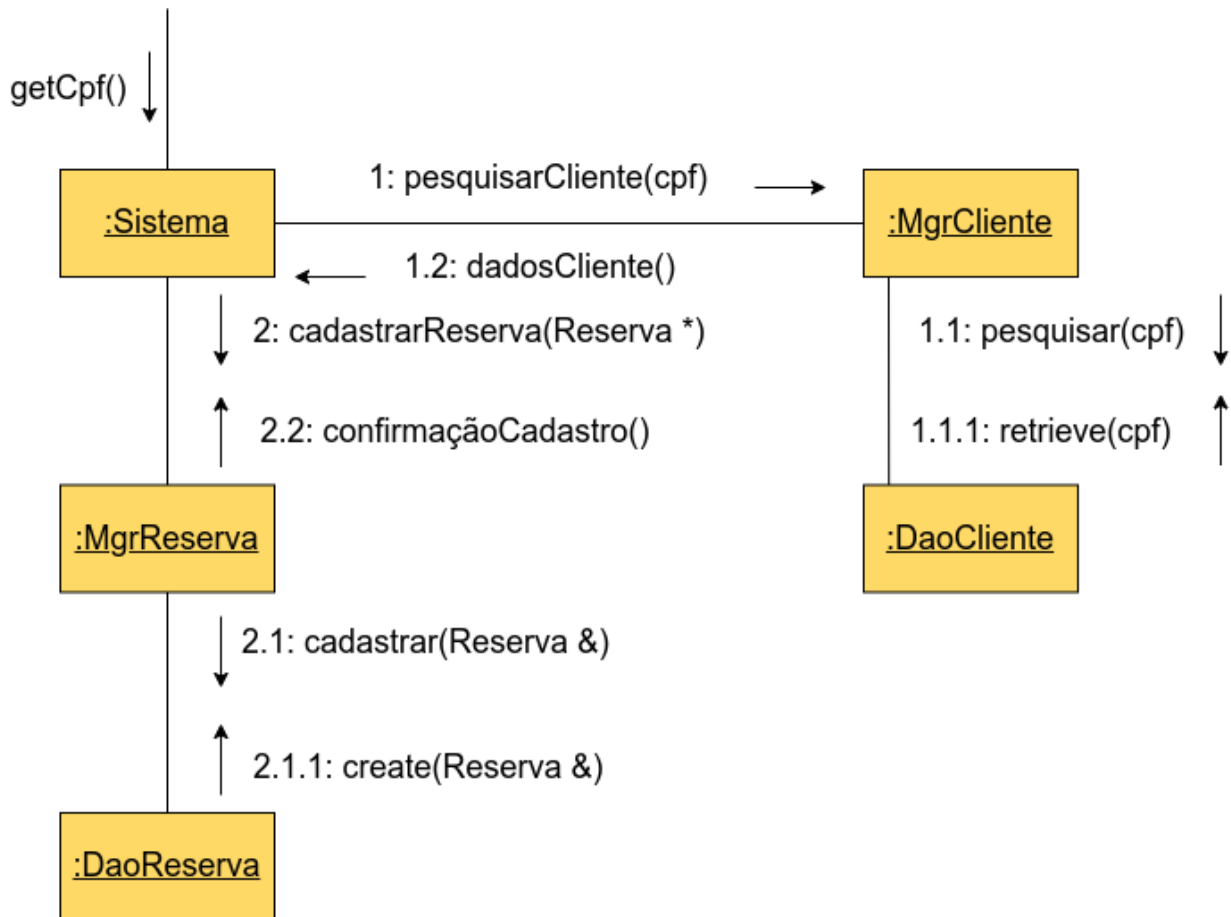 getCpf()
1: pesquisarCliente(cpf)
:Sistema
:MgrCliente
1.2: dadosCliente()
2: cadastrarReserva(Reserva *)
1.1: pesquisar(cpf)
2.2: confirmaçãoCadastro()
1.1.1: retrieve(cpf)
:MgrReserva
:DaoCliente
2.1: cadastrar(Reserva &)
2.1.1: create(Reserva &)
:DaoReserva